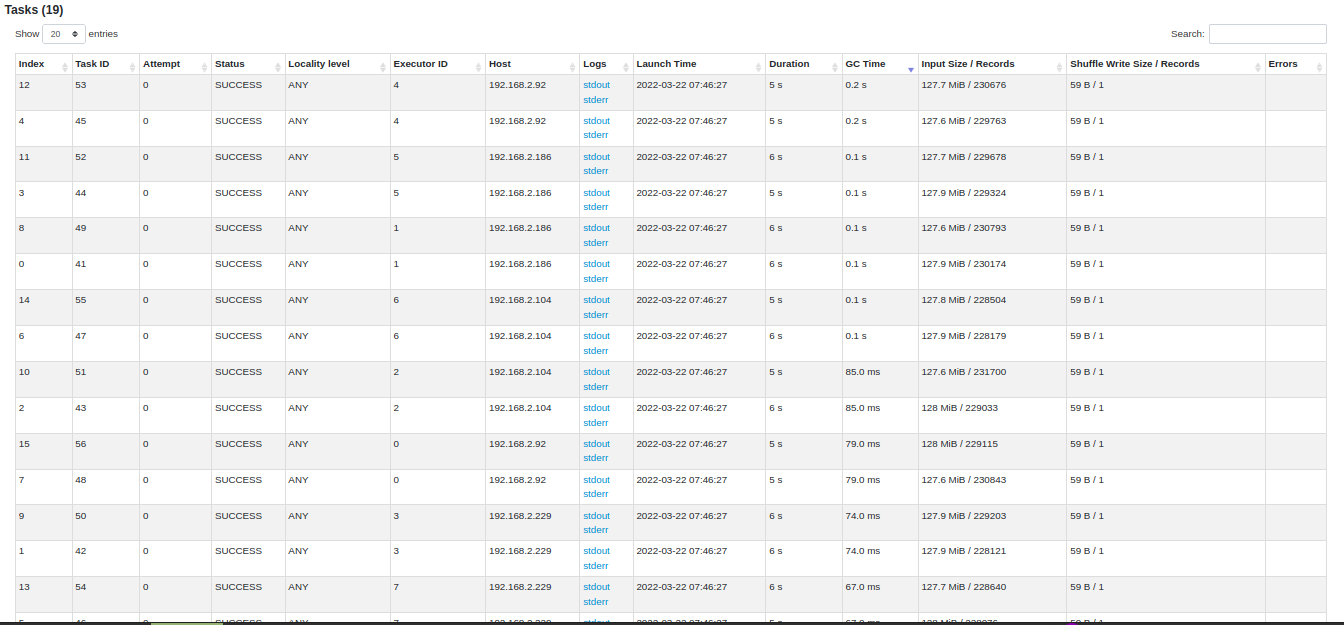 Tasks (19)
Show 20 entries Search:
Index Task ID Attempt Status Locality level Executor ID Host Logs Launch Time Duration GC Time Input Size / Records Shuffle Write Size / Records Errors
12 53 0 SUCCESS ANY 4 192.168.2.92 stdout 2022-03-22 07:46:27 5 s 0.2 s 127.7 MiB / 230676 59 B / 1
stderr
4 45 0 SUCCESS ANY 4 192.168.2.92 stdout 2022-03-22 07:46:27 5 s 0.2 s 127.6 MiB / 229763 59 B / 1
stderr
11 52 0 SUCCESS ANY 5 192.168.2.186 stdout 2022-03-22 07:46:27 6 s 0.1 s 127.7 MiB / 229678 59 B / 1
stderr
3 44 0 SUCCESS ANY 5 192.168.2.186 stdout 2022-03-22 07:46:27 5 s 0.1 s 127.9 MiB / 229324 59 B / 1
stderr
8 49 0 SUCCESS ANY 1 192.168.2.186 stdout 2022-03-22 07:46:27 6 s 0.1 s 127.6 MiB / 230793 59 B / 1
stderr
0 41 0 SUCCESS ANY 1 192.168.2.186 stdout 2022-03-22 07:46:27 6 s 0.1 s 127.9 MiB / 230174 59 B / 1
stderr
14 55 0 SUCCESS ANY 6 192.168.2.104 stdout 2022-03-22 07:46:27 5 s 0.1 s 127.8 MiB / 228504 59 B / 1
stderr
6 47 0 SUCCESS ANY 6 192.168.2.104 stdout 2022-03-22 07:46:27 6 s 0.1 s 127.9 MiB / 228179 59 B / 1
stderr
10 51 0 SUCCESS ANY 2 192.168.2.104 stdout 2022-03-22 07:46:27 5 s 85.0 ms 127.6 MiB / 231700 59 B / 1
stderr
2 43 0 SUCCESS ANY 2 192.168.2.104 stdout 2022-03-22 07:46:27 6 s 85.0 ms 128 MiB / 229033 59 B / 1
stderr
15 56 0 SUCCESS ANY 0 192.168.2.92 stdout 2022-03-22 07:46:27 5 s 79.0 ms 128 MiB / 229115 59 B / 1
stderr
7 48 0 SUCCESS ANY 0 192.168.2.92 stdout 2022-03-22 07:46:27 5 s 79.0 ms 127.6 MiB / 230843 59 B / 1
stderr
9 50 0 SUCCESS ANY 3 192.168.2.229 stdout 2022-03-22 07:46:27 6 s 74.0 ms 127.9 MiB / 229203 59 B / 1
stderr
1 42 0 SUCCESS ANY 3 192.168.2.229 stdout 2022-03-22 07:46:27 6 s 74.0 ms 127.9 MiB / 228121 59 B / 1
stderr
13 54 0 SUCCESS ANY 7 192.168.2.229 stdout 2022-03-22 07:46:27 6 s 67.0 ms 127.7 MiB / 228640 59 B / 1
stderr